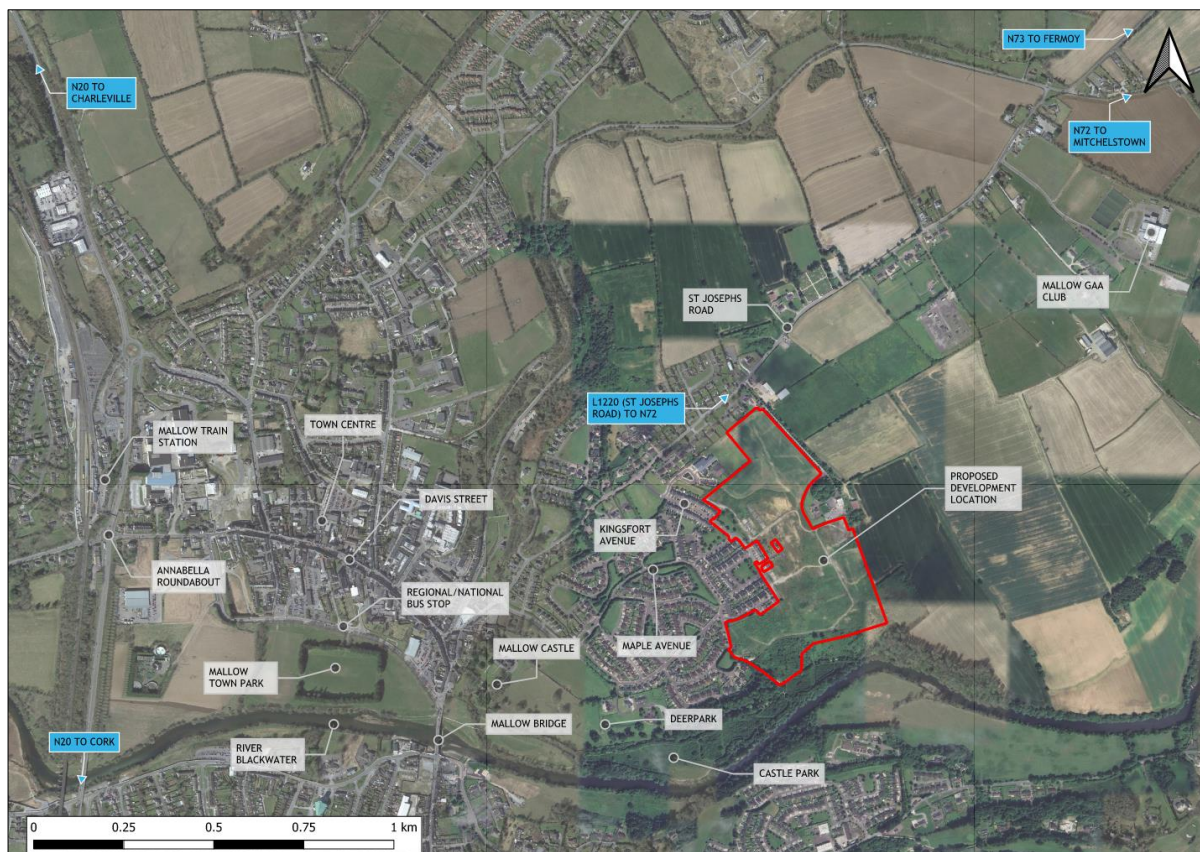 N73 TO FERMOY
N20 TO
CHARLEVILLE
N72 TO
MITCHELSTOWN
MALLOW GAA
CLUB
ST JOSEPHS
ROAD
L1220 (ST JOSEPHS
ROAD) TO N72
TOWN CENTRE
MALLOW TRAIN
STATION
DAVIS STREET
PROPOSED
DEVELOPMENT
LOCATION
KINGSFORT
AVENUE
ANNABELLA
ROUNDABOUT
REGIONAL/NATIONAL
BUS STOP
MAPLE AVENUE
MALLOW CASTLE
MALLOW
TOWN PARK
DEERPARK
MALLOW BRIDGE
N20 TO CORK
RIVER
BLACKWATER
CASTLE PARK
0 0.25 0.5 0.75 1 km